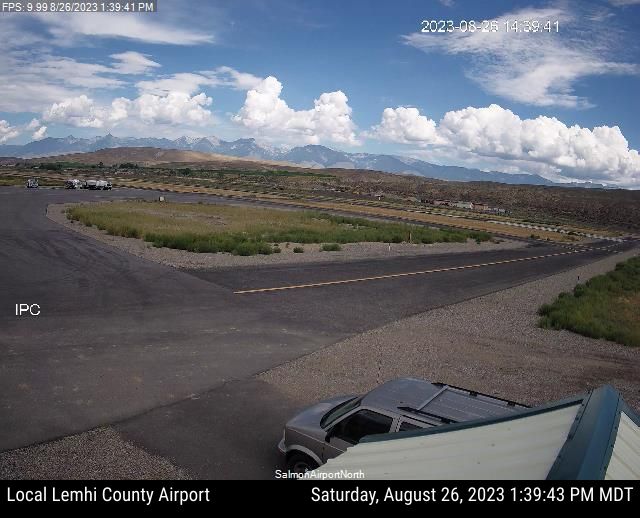 FPS: 9.99 8/26/2023 1:39:41 PM
2023-08-26 14:39:41
IPC
SalmonAirportNorth
Local Lemhi County Airport
Saturday, August 26, 2023 1:39:43 PM MDT